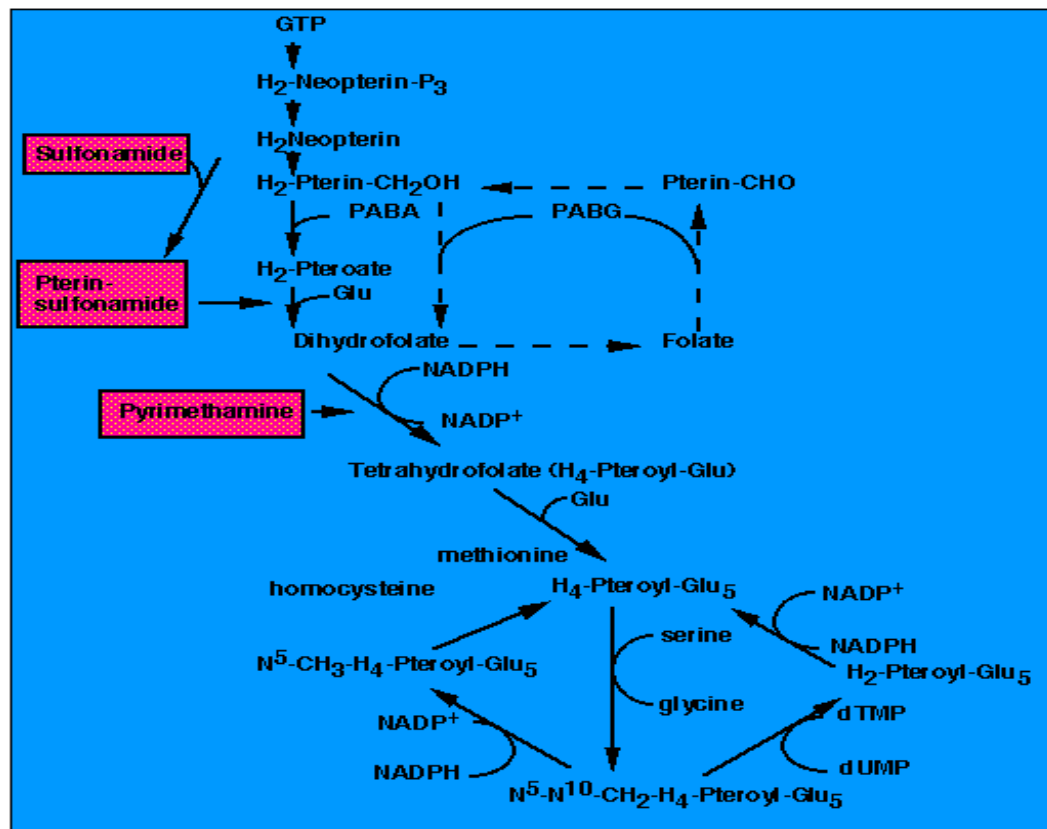 GTP
H₂-Neopterin-P₃
H₂Neopterin
Sulfonamide
H₂-Pterin-CH₂OH
Pterin-CHO
PABA
PABG
H₂-Pteroate
Pterin-
sulfonamide
Glu
Dihydrofolate
Folate
NADPH
Pyrimethamine
NADP⁺
Tetrahydrofolate (H₄-Pteroyl-Glu)
Glu
methionine
homocysteine
H₄-Pteroyl-Glu₅
NADP⁺
serine
NADPH
N⁵-CH₃-H₄-Pteroyl-Glu₅
H₂-Pteroyl-Glu₅
glycine
NADP⁺
dTMP
NADPH
dUMP
N⁵-N¹⁰-CH₂-H₄-Pteroyl-Glu₅